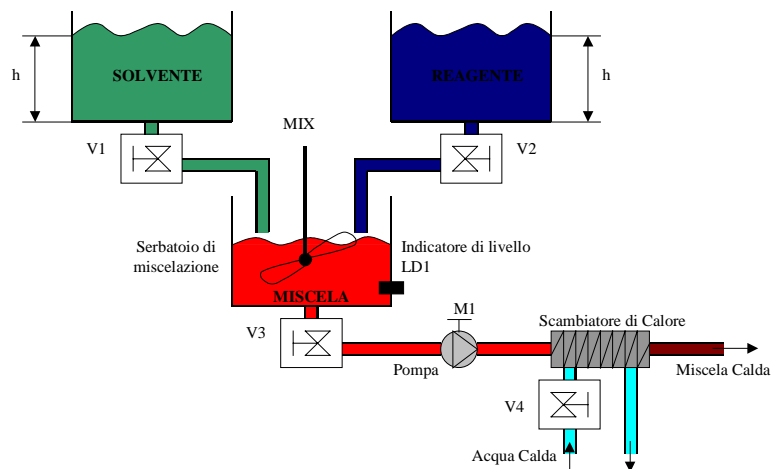 h
SOLVENTE
REAGENTE
h
MIX
V1
V2
Serbatoio di
miscelazione
Indicatore di livello
LD1
MISCELA
V3
M1
Scambiatore di Calore
Pompa
Miscela Calda
V4
Acqua Calda